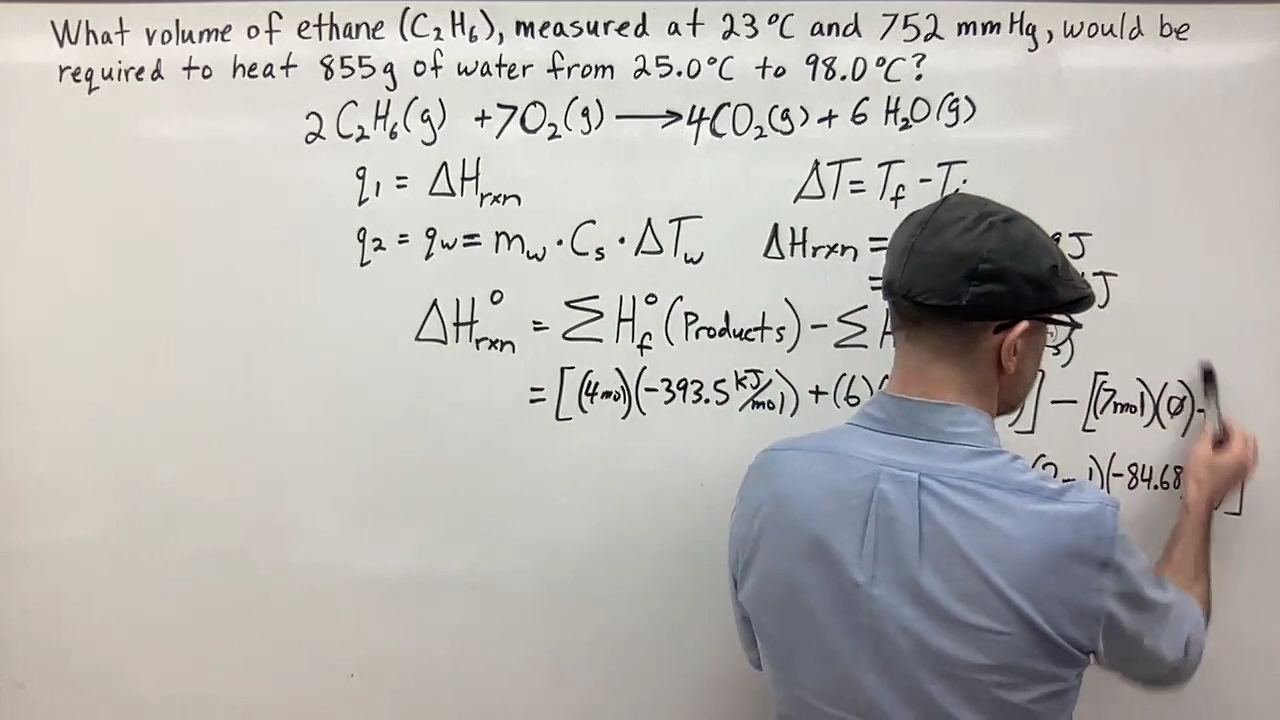 What volume of ethane (C₂H₆), measured at 23°C and 752 mmHg, would be
required to heat 855g of water from 25.0°C to 98.0°C?
2 C₂H₆(g) +7O₂(g) ⟶ 4CO₂(g) + 6 H₂O(g)
q₁ = ΔHrxn
ΔT = Tf - Ti
q₂ = qw = mw · Cs · ΔTw
ΔHrxn =
ΔH°rxn = ΣH°f (Products) - Σ
= [(4mol)(-393.5 kJ/mol) + (6)
)] - [(7mol)(0)
)(-84.68